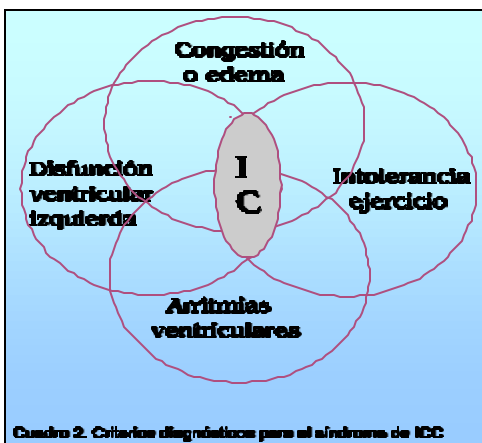 Congestión
o edema
Disfunción
ventricular
izquierda
I
C
Intolerancia
ejercicio
Arritmias
ventriculares
Cuadro 2. Criterios diagnósticos para el síndrome de ICC